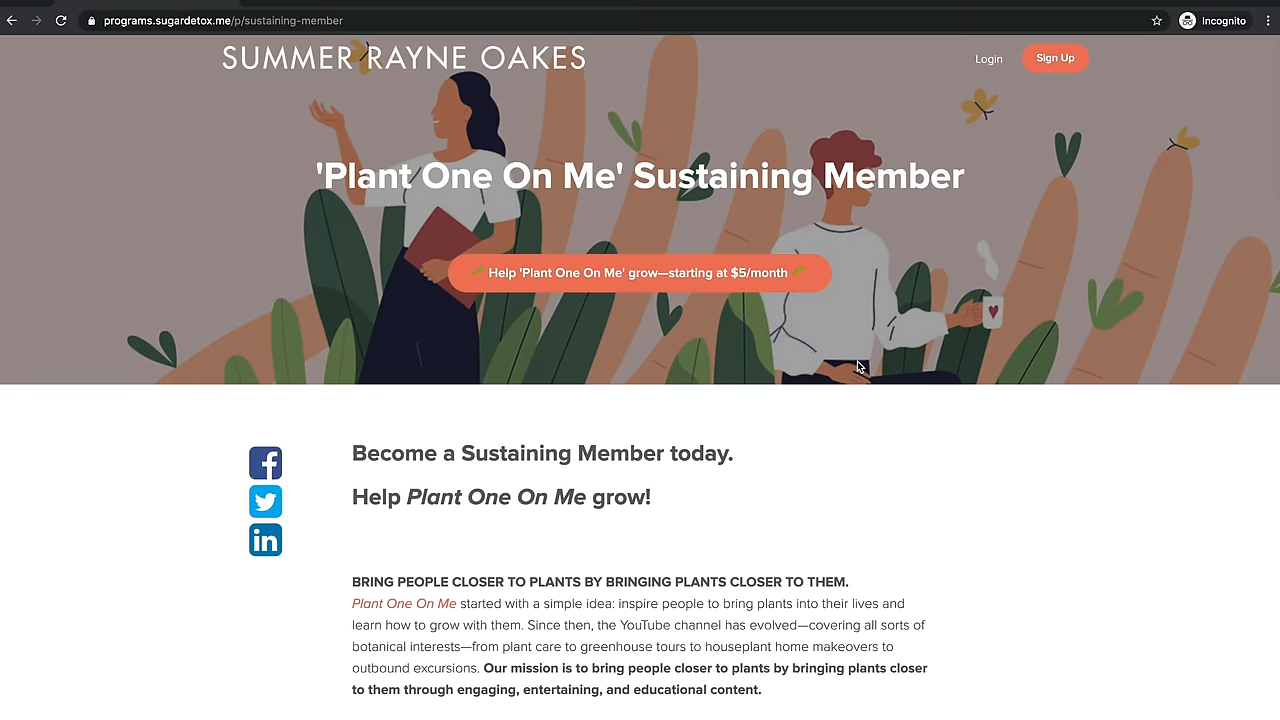 programs.sugardetox.me/p/sustaining-member
Incognito
SUMMER RAYNE OAKES
Login
Sign Up
'Plant One On Me' Sustaining Member
Help 'Plant One On Me' grow—starting at $5/month
Become a Sustaining Member today.
Help Plant One On Me grow!
BRING PEOPLE CLOSER TO PLANTS BY BRINGING PLANTS CLOSER TO THEM.
Plant One On Me started with a simple idea: inspire people to bring plants into their lives and
learn how to grow with them. Since then, the YouTube channel has evolved—covering all sorts of
botanical interests—from plant care to greenhouse tours to houseplant home makeovers to
outbound excursions. Our mission is to bring people closer to plants by bringing plants closer
to them through engaging, entertaining, and educational content.